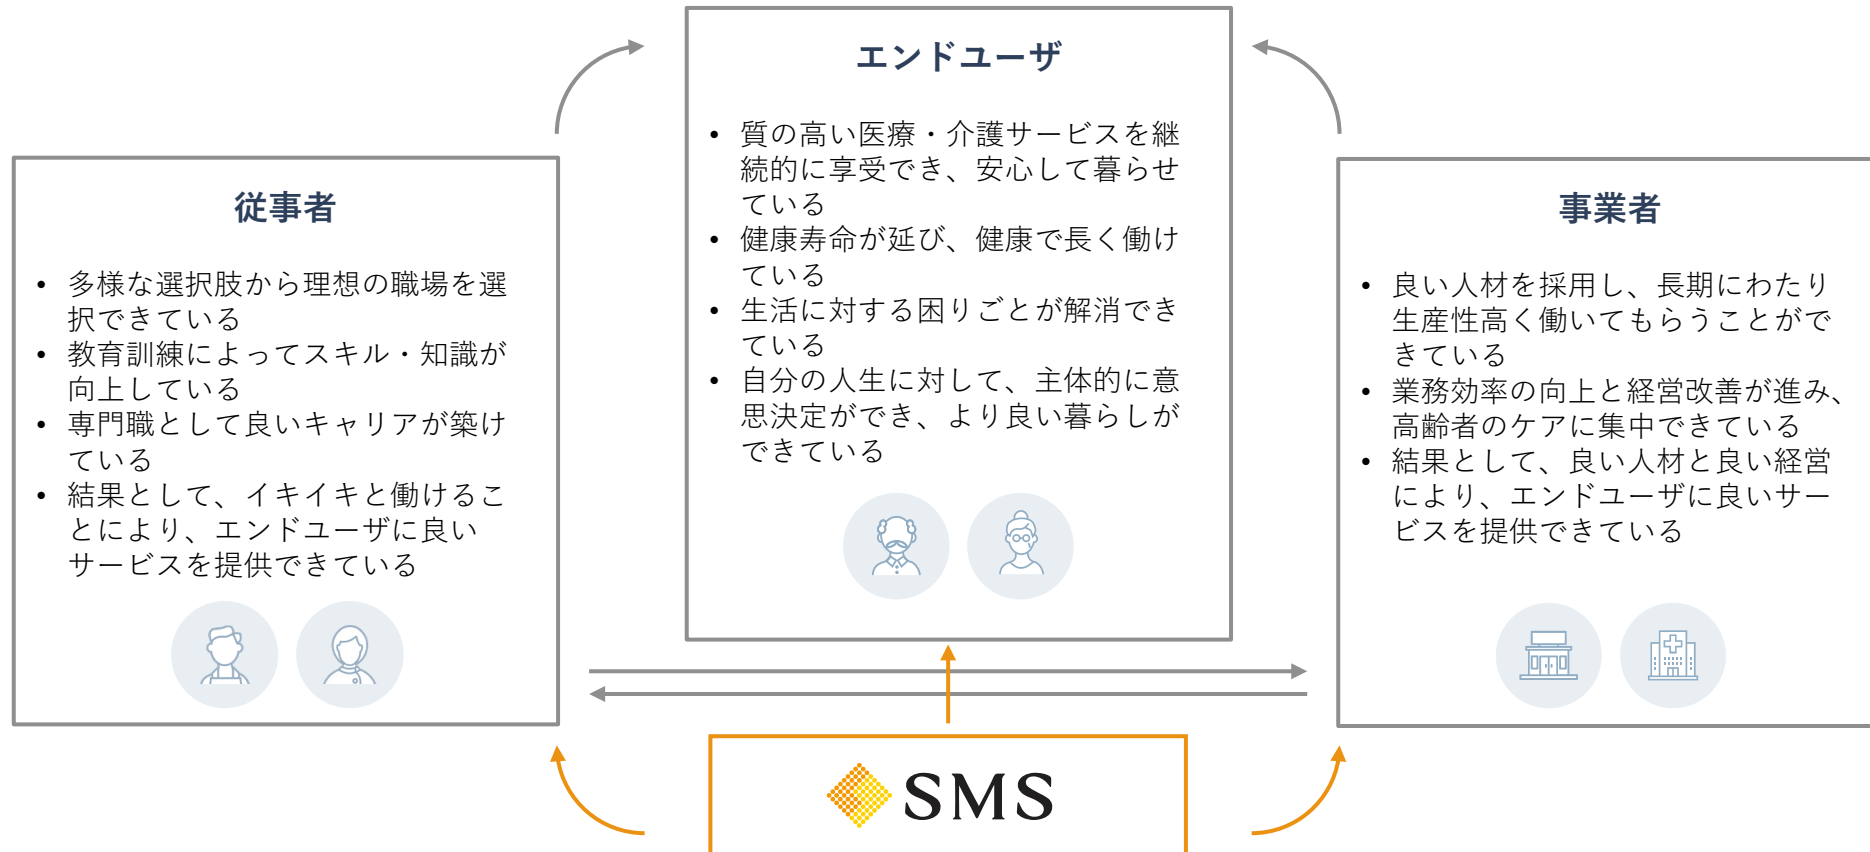 エンドユーザ
• 質の高い医療・介護サービスを継
続的に享受でき、安心して暮らせ
ている
• 健康寿命が延び、健康で長く働け
ている
• 生活に対する困りごとが解消でき
ている
• 自分の人生に対して、主体的に意
思決定ができ、より良い暮らしが
できている
従事者
• 多様な選択肢から理想の職場を選
択できている
• 教育訓練によってスキル・知識が
向上している
• 専門職として良いキャリアが築け
ている
• 結果として、イキイキと働けるこ
とにより、エンドユーザに良い
サービスを提供できている
事業者
• 良い人材を採用し、長期にわたり
生産性高く働いてもらうことがで
きている
• 業務効率の向上と経営改善が進み、
高齢者のケアに集中できている
• 結果として、良い人材と良い経営
により、エンドユーザに良いサー
ビスを提供できている
SMS